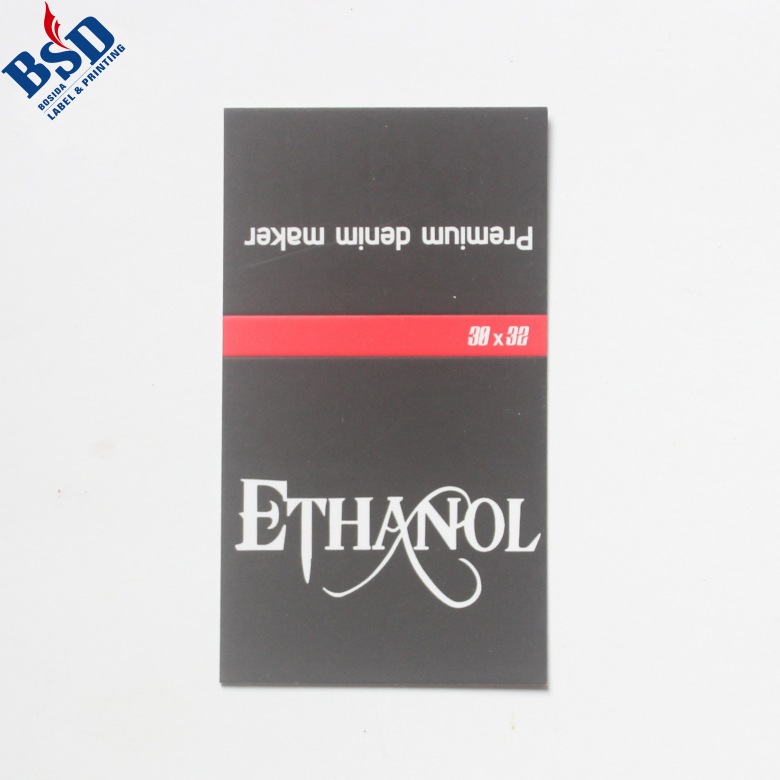 BSD
BOSIDA
LABEL & PRINTING
Premium denim maker
30 x 32
ETHANOL